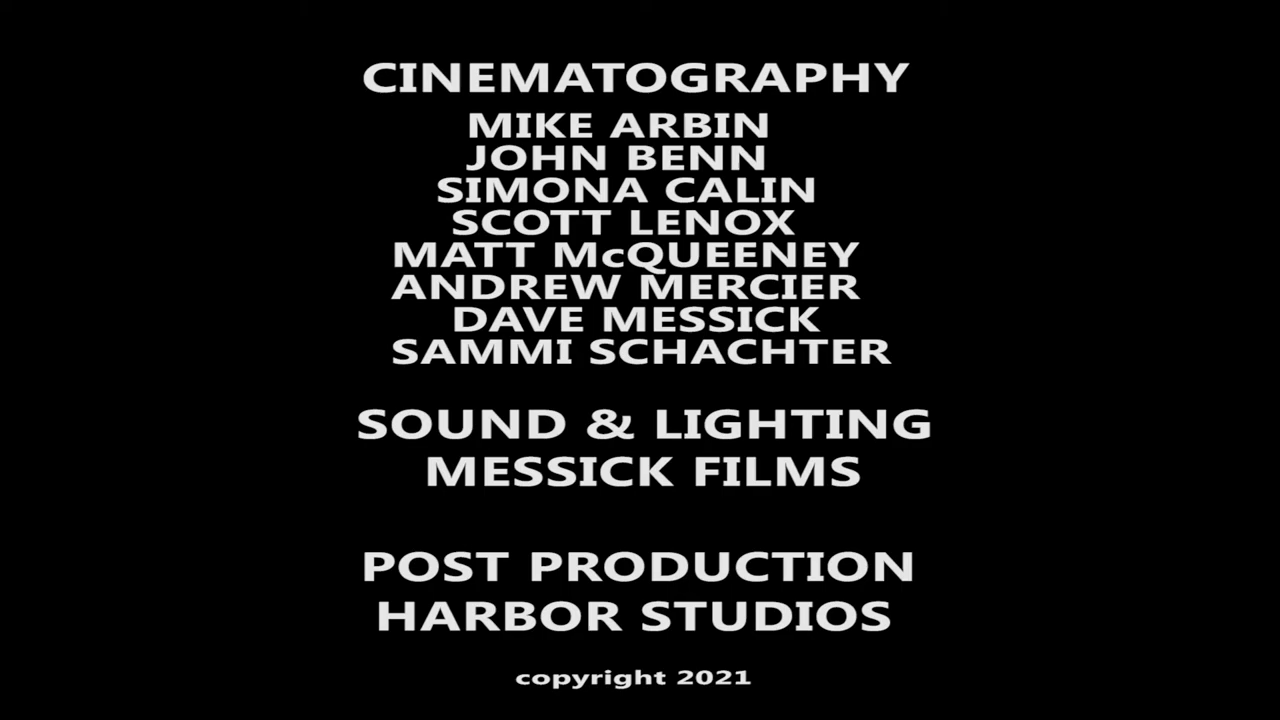 CINEMATOGRAPHY
MIKE ARBIN
JOHN BENN
SIMONA CALIN
SCOTT LENOX
MATT McQUEENEY
ANDREW MERCIER
DAVE MESSICK
SAMMI SCHACHTER
SOUND & LIGHTING
MESSICK FILMS
POST PRODUCTION
HARBOR STUDIOS
copyright 2021